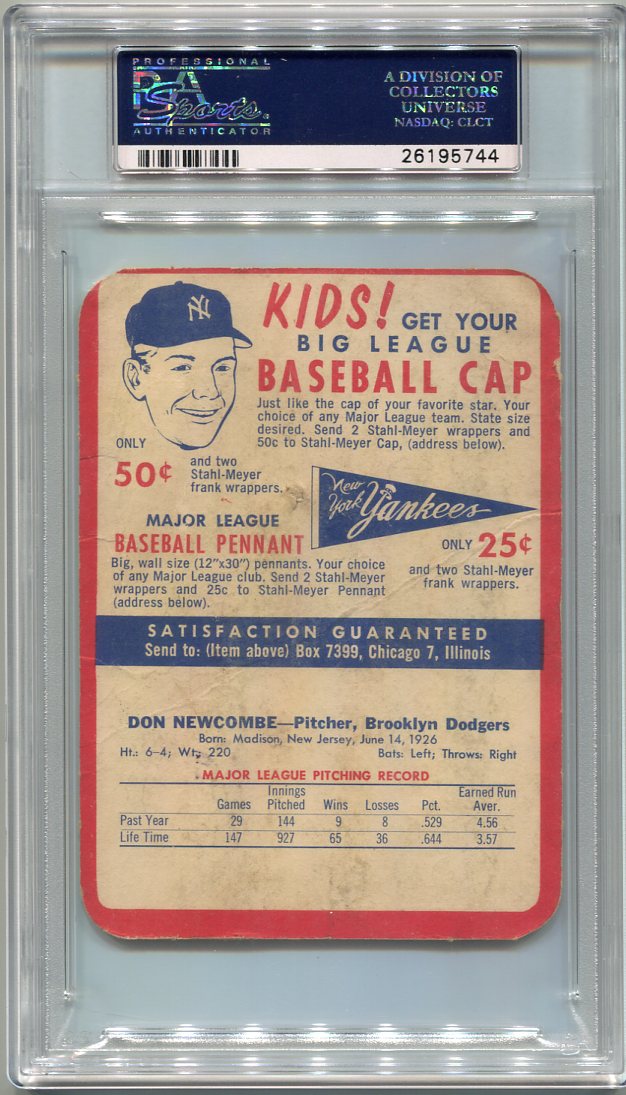 PROFESSIONAL
PSA
Sports
AUTHENTICATOR
A DIVISION OF
COLLECTORS
UNIVERSE
NASDAQ: CLCT
26195744
NY
KIDS! GET YOUR
BIG LEAGUE
BASEBALL CAP
Just like the cap of your favorite star. Your
choice of any Major League team. State size
desired. Send 2 Stahl-Meyer wrappers and
50c to Stahl-Meyer Cap, (address below).
ONLY
50¢
and two
Stahl-Meyer
frank wrappers.
New York Yankees
MAJOR LEAGUE
BASEBALL PENNANT
Big, wall size (12"x30") pennants. Your choice
of any Major League club. Send 2 Stahl-Meyer
wrappers and 25c to Stahl-Meyer Pennant
(address below).
ONLY 25¢
and two Stahl-Meyer
frank wrappers.
SATISFACTION GUARANTEED
Send to: (Item above) Box 7399, Chicago 7, Illinois
DON NEWCOMBE—Pitcher, Brooklyn Dodgers
Born: Madison, New Jersey, June 14, 1926
Ht.: 6-4; Wt.: 220 Bats: Left; Throws: Right
MAJOR LEAGUE PITCHING RECORD
Games Innings Pitched Wins Losses Pct. Earned Run Aver.
Past Year 29 144 9 8 .529 4.56
Life Time 147 927 65 36 .644 3.57